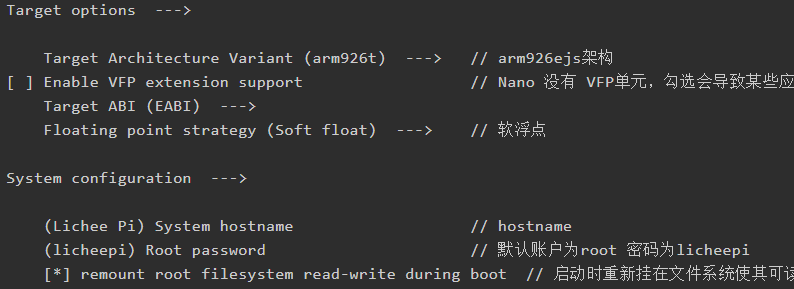 Target options  --->
Target Architecture Variant (arm926t)  --->   // arm926ejs架构
[ ] Enable VFP extension support                     // Nano 没有 VFP单元，勾选会导致某些应
Target ABI (EABI)  --->
Floating point strategy (Soft float)  --->    // 软浮点
System configuration  --->
(Lichee Pi) System hostname                      // hostname
(licheepi) Root password                         // 默认账户为root 密码为licheepi
[*] remount root filesystem read-write during boot  // 启动时重新挂在文件系统使其可读